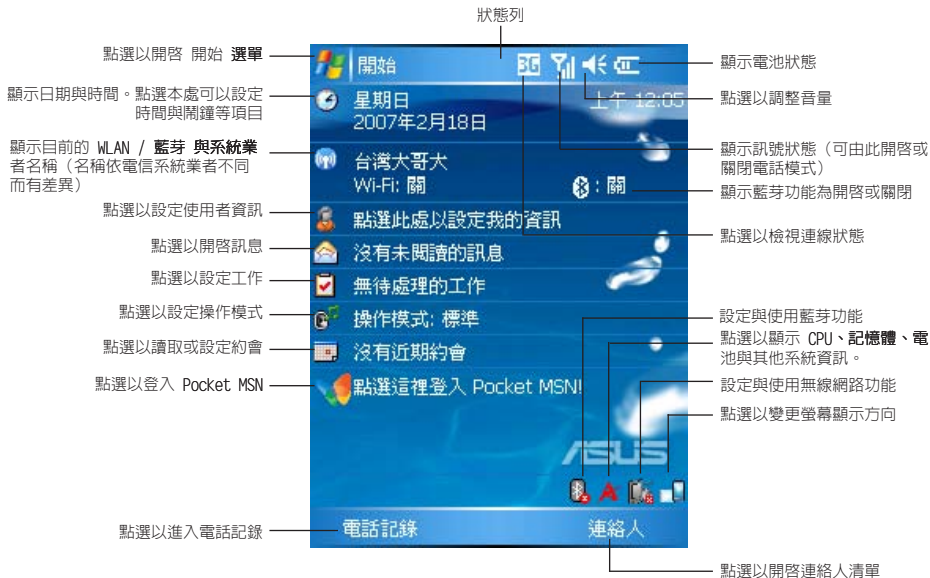 狀態列
點選以開啓 開始 選單
顯示日期與時間。點選本處可以設定
時間與鬧鐘等項目
顯示目前的 WLAN / 藍芽 與系統業
者名稱（名稱依電信系統業者不同
而有差異）
點選以設定使用者資訊
點選以開啓訊息
點選以設定工作
點選以設定操作模式
點選以讀取或設定約會
點選以登入 Pocket MSN
點選以進入電話記錄
開始
3G
上午 12:05
星期日
2007年2月18日
台灣大哥大
Wi-Fi: 關
: 關
點選此處以設定我的資訊
沒有未閱讀的訊息
無待處理的工作
操作模式: 標準
沒有近期約會
點選這裡登入 Pocket MSN!
ASUS
電話記錄
連絡人
顯示電池狀態
點選以調整音量
顯示訊號狀態（可由此開啓或
關閉電話模式）
顯示藍芽功能為開啓或關閉
點選以檢視連線狀態
設定與使用藍芽功能
點選以顯示 CPU、記憶體、電
池與其他系統資訊。
設定與使用無線網路功能
點選以變更螢幕顯示方向
點選以開啓連絡人清單